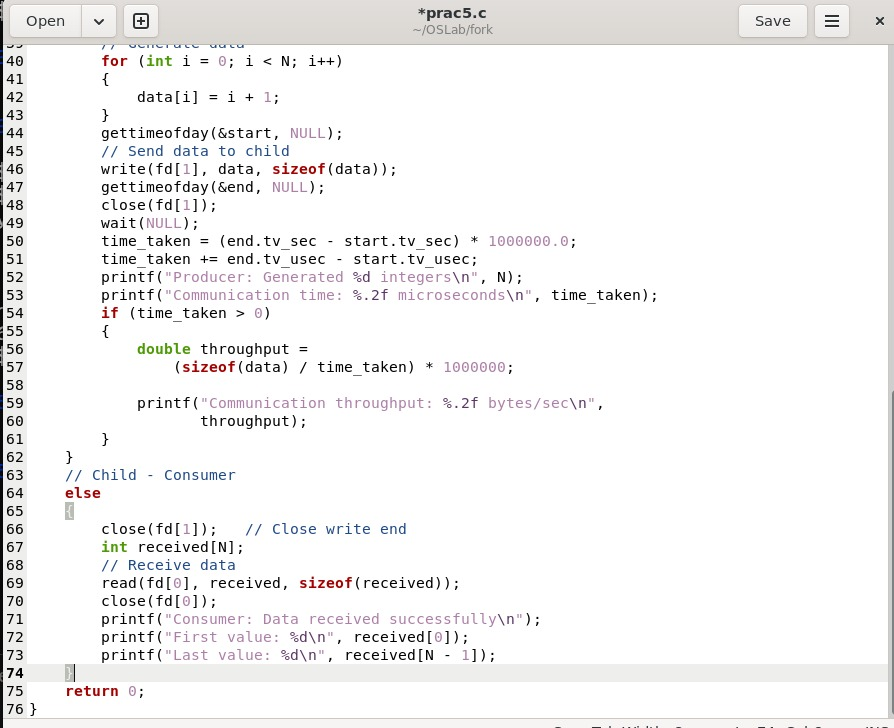 Open
*prac5.c
~/OSLab/fork
Save
39 // Generate data
40 for (int i = 0; i < N; i++)
41 {
42 data[i] = i + 1;
43 }
44 gettimeofday(&start, NULL);
45 // Send data to child
46 write(fd[1], data, sizeof(data));
47 gettimeofday(&end, NULL);
48 close(fd[1]);
49 wait(NULL);
50 time_taken = (end.tv_sec - start.tv_sec) * 1000000.0;
51 time_taken += end.tv_usec - start.tv_usec;
52 printf("Producer: Generated %d integers\n", N);
53 printf("Communication time: %.2f microseconds\n", time_taken);
54 if (time_taken > 0)
55 {
56 double throughput =
57 (sizeof(data) / time_taken) * 1000000;
58
59 printf("Communication throughput: %.2f bytes/sec\n",
60 throughput);
61 }
62 }
63 // Child - Consumer
64 else
65 {
66 close(fd[1]); // Close write end
67 int received[N];
68 // Receive data
69 read(fd[0], received, sizeof(received));
70 close(fd[0]);
71 printf("Consumer: Data received successfully\n");
72 printf("First value: %d\n", received[0]);
73 printf("Last value: %d\n", received[N - 1]);
74 }
75 return 0;
76 }